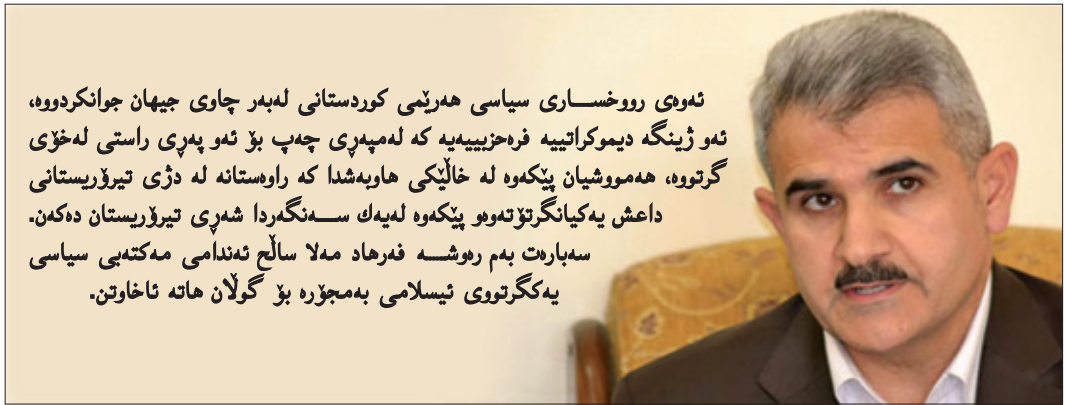 ئەوەی رووخساری سیاسی هەرێمی کوردستانی لەبەر چاوی جیهان جوانکردووە،
ئەو ژینگە دیموکراتییە فرەحزبییەیە کە لەمپەڕی چەپ بۆ ئەو پەڕی راستی لەخۆی
گرتووە، هەمووشیان پێکەوە لە خاڵێکی هاوبەشدا کە راوەستانە لە دژی تیرۆریستانی
داعش یەکیانگرتۆتەوەو پێکەوە لەیەك سەنگەردا شەڕی تیرۆریستان دەکەن.
سەبارەت بەم رەوشە فەرهاد مەلا ساڵح ئەندامی مەکتەبی سیاسی
یەکگرتووی ئیسلامی بەمجۆرە بۆ گوڵان هاتە ئاخاوتن.